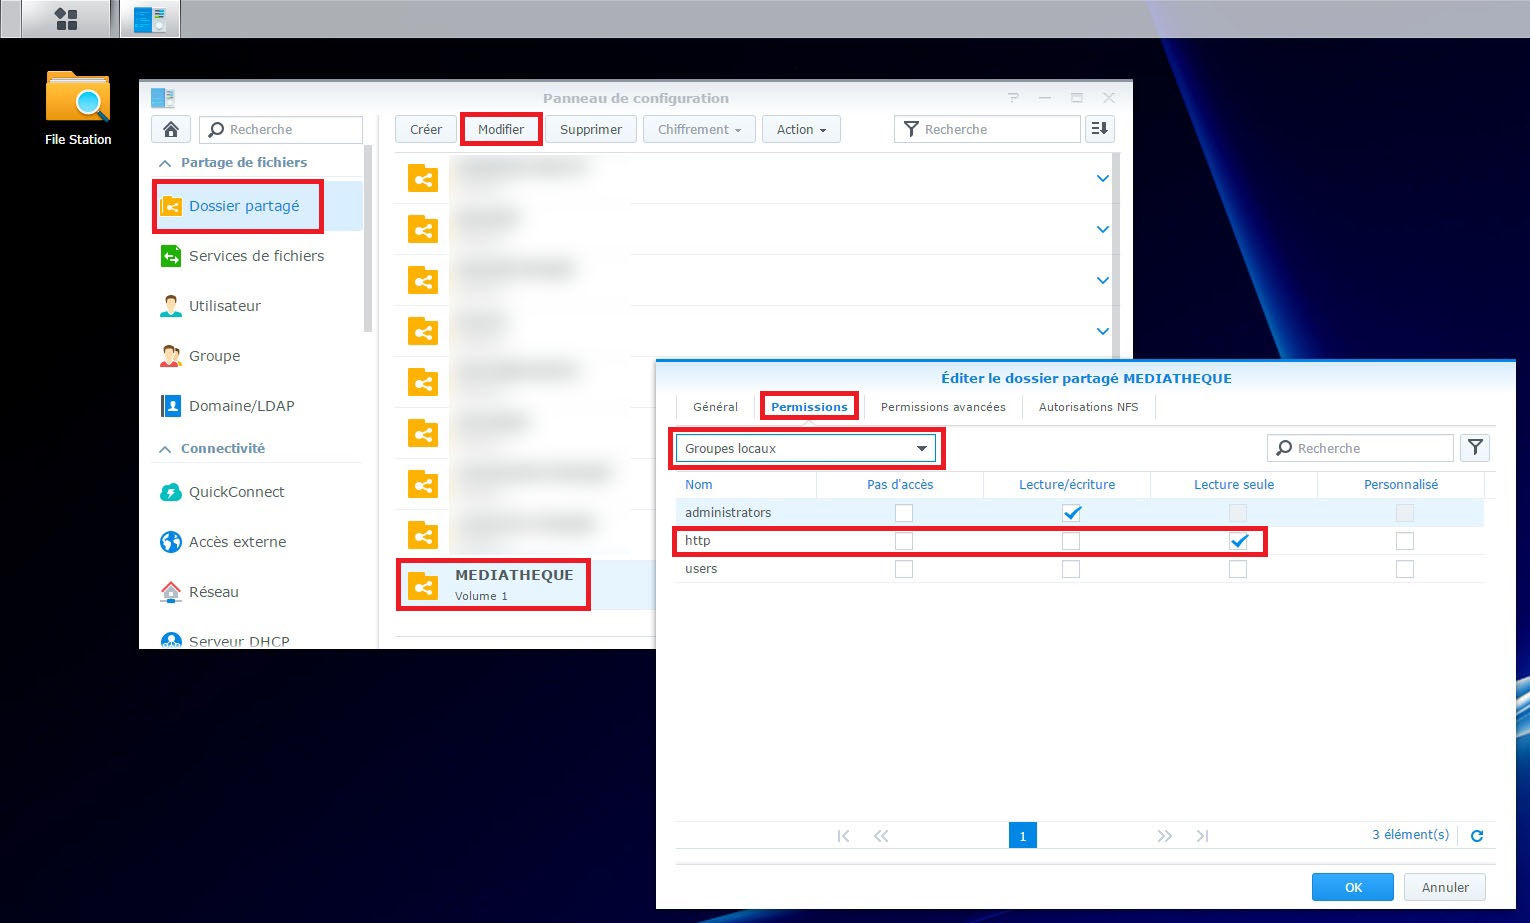 File Station
Panneau de configuration
Recherche
Partage de fichiers
Dossier partagé
Services de fichiers
Utilisateur
Groupe
Domaine/LDAP
Connectivité
QuickConnect
Accès externe
Réseau
Serveur DHCP
Créer Modifier Supprimer Chiffrement Action Recherche
MEDIATHEQUE
Volume 1
Éditer le dossier partagé MEDIATHEQUE
Général Permissions Permissions avancées Autorisations NFS
Groupes locaux Recherche
Nom Pas d'accès Lecture/écriture Lecture seule Personnalisé
administrators
http
users
1 3 élément(s)
OK Annuler